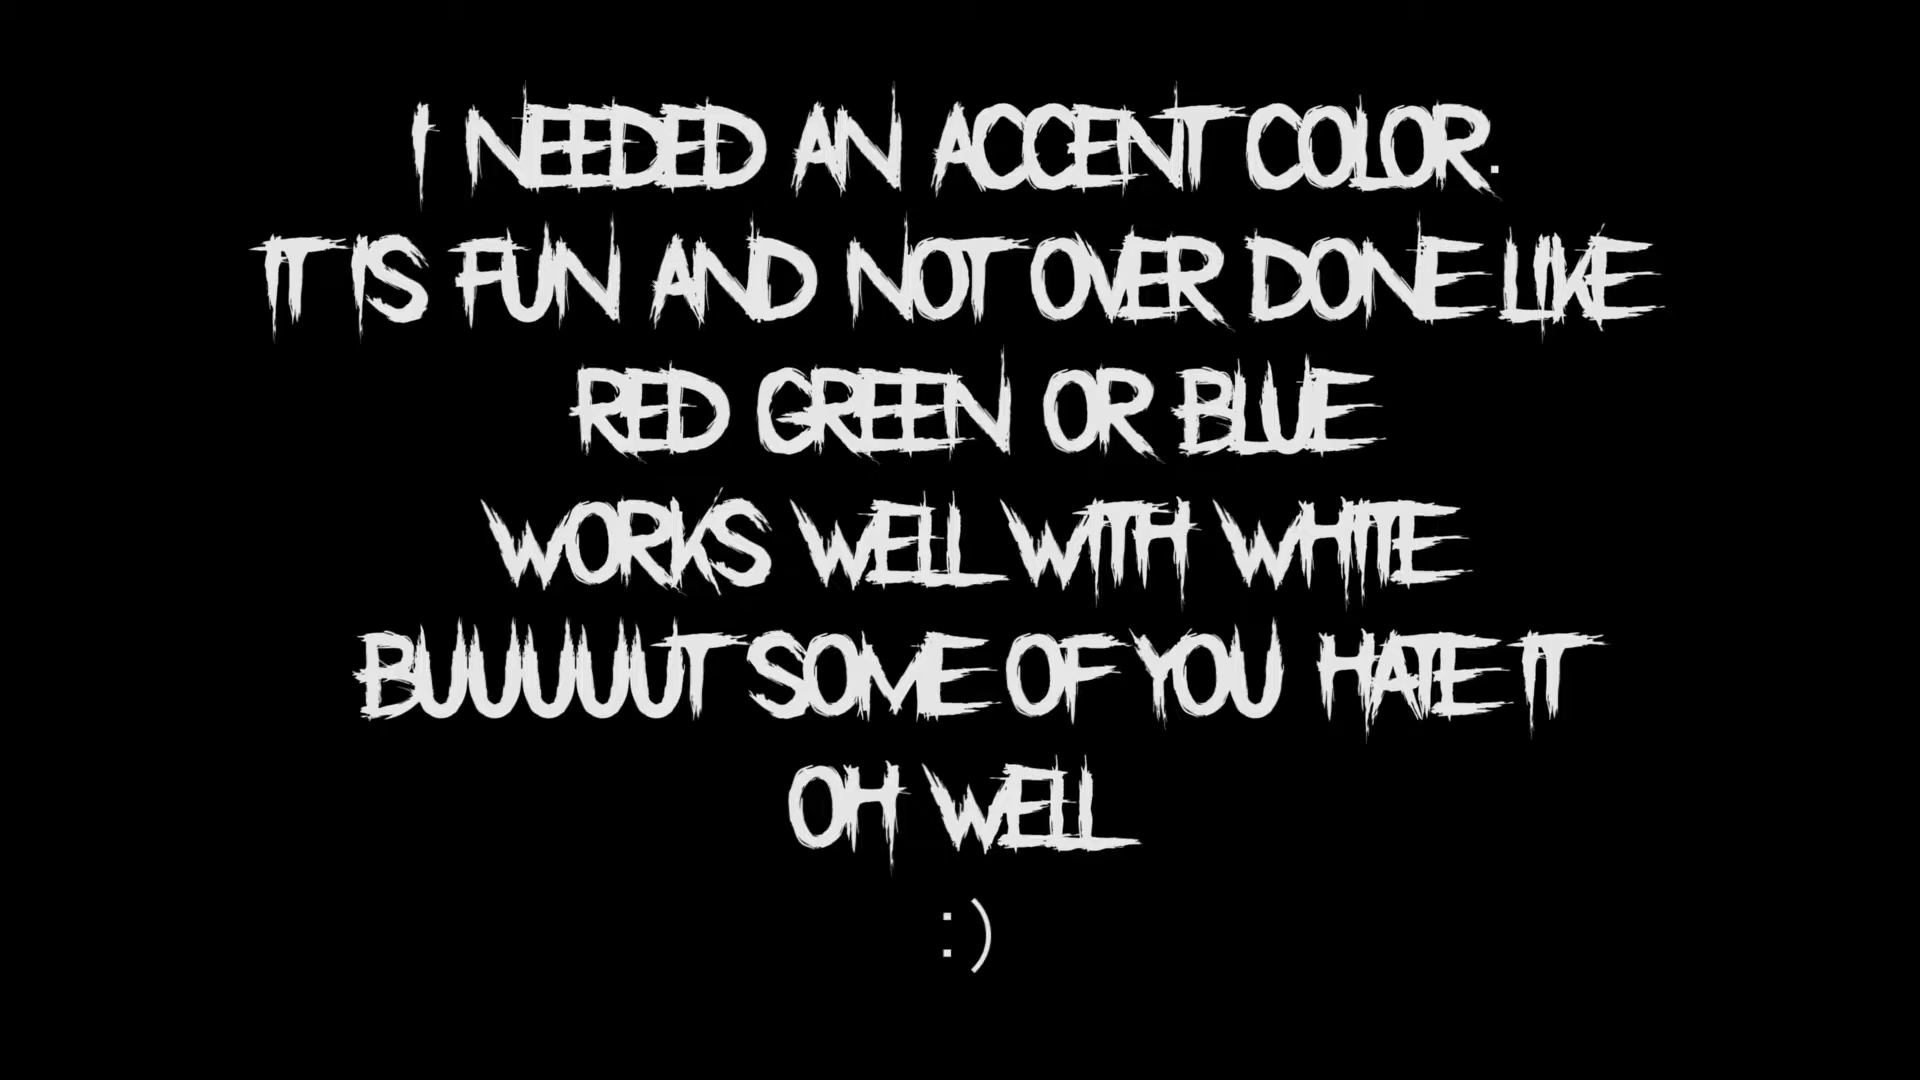 I NEEDED AN ACCENT COLOR.
IT IS FUN AND NOT OVER DONE LIKE
RED GREEN OR BLUE
WORKS WELL WITH WHITE
BUUUUUT SOME OF YOU HATE IT
OH WELL
:)